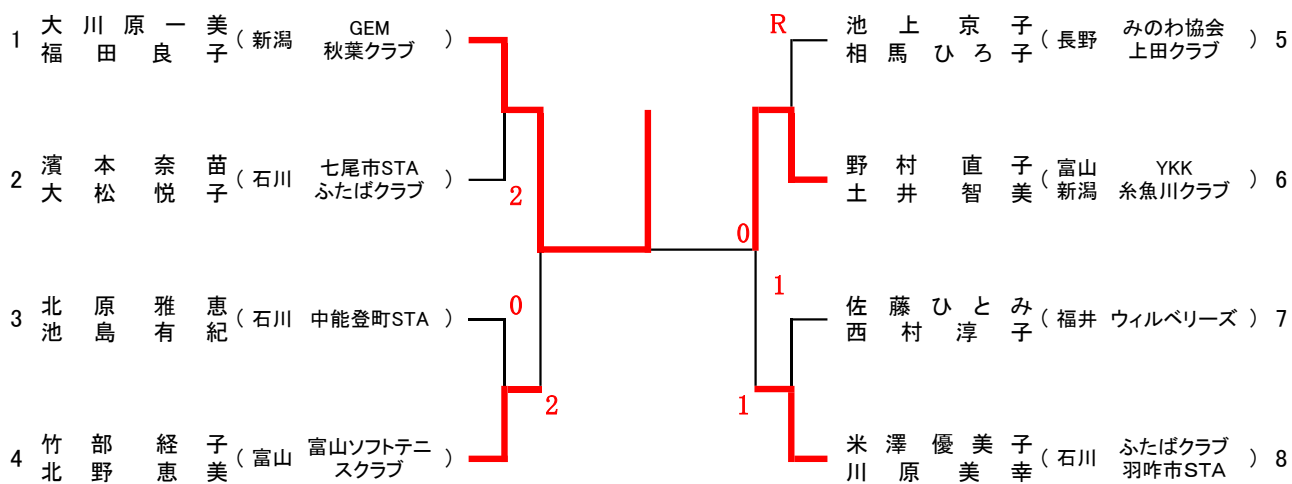 1 大川原一美 福田良子 (新潟 GEM 秋葉クラブ)
2 濱本奈苗 大松悦子 (石川 七尾市STA ふたばクラブ)
2
3 北原雅恵 池島有紀 (石川 中能登町STA)
0
4 竹部経子 北野恵美 (富山 富山ソフトテニスクラブ)
2
R
池上京子 相馬ひろ子 (長野 みのわ協会 上田クラブ) 5
野村直子 土井智美 (富山 新潟 YKK 糸魚川クラブ) 6
0
1
佐藤ひとみ 西村淳子 (福井 ウィルベリーズ) 7
1
米澤優美子 川原美幸 (石川 ふたばクラブ 羽咋市STA) 8